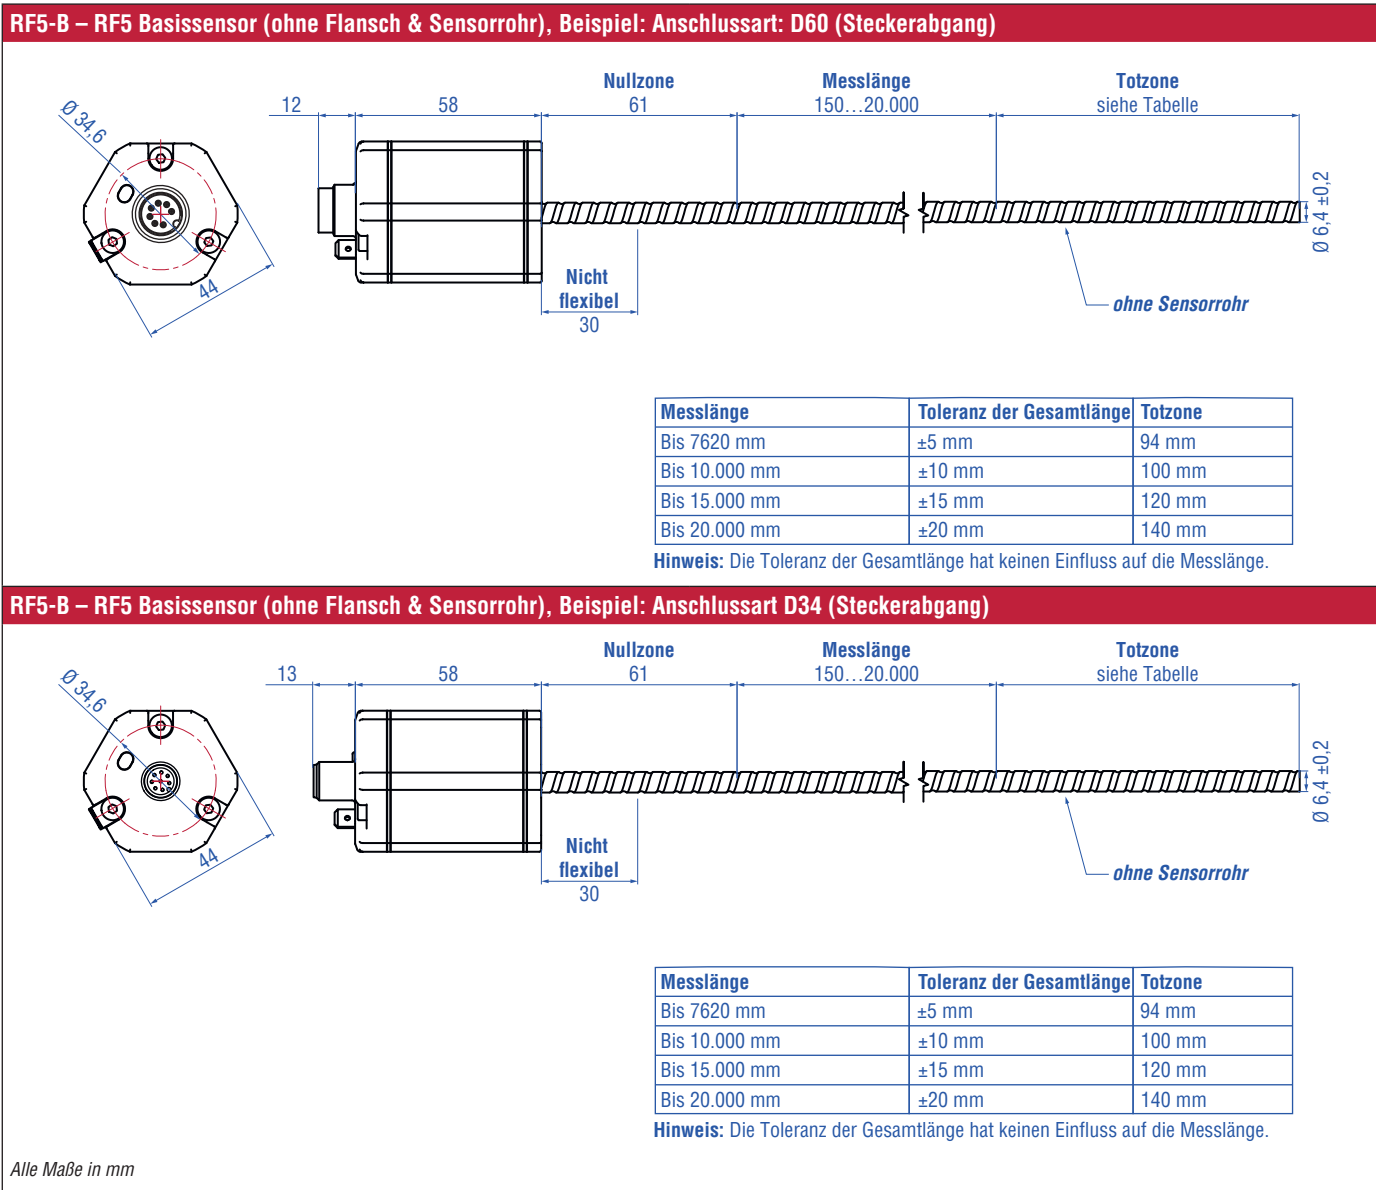 RF5-B – RF5 Basissensor (ohne Flansch & Sensorrohr), Beispiel: Anschlussart: D60 (Steckerabgang)
Nullzone
Messlänge
Totzone
Ø 34,6
12
58
61
150…20.000
siehe Tabelle
Ø 6,4 ±0,2
44
Nicht
flexibel
30
ohne Sensorrohr
Messlänge Toleranz der Gesamtlänge Totzone
Bis 7620 mm ±5 mm 94 mm
Bis 10.000 mm ±10 mm 100 mm
Bis 15.000 mm ±15 mm 120 mm
Bis 20.000 mm ±20 mm 140 mm
Hinweis: Die Toleranz der Gesamtlänge hat keinen Einfluss auf die Messlänge.
RF5-B – RF5 Basissensor (ohne Flansch & Sensorrohr), Beispiel: Anschlussart D34 (Steckerabgang)
Nullzone
Messlänge
Totzone
Ø 34,6
13
58
61
150…20.000
siehe Tabelle
Ø 6,4 ±0,2
44
Nicht
flexibel
30
ohne Sensorrohr
Messlänge Toleranz der Gesamtlänge Totzone
Bis 7620 mm ±5 mm 94 mm
Bis 10.000 mm ±10 mm 100 mm
Bis 15.000 mm ±15 mm 120 mm
Bis 20.000 mm ±20 mm 140 mm
Hinweis: Die Toleranz der Gesamtlänge hat keinen Einfluss auf die Messlänge.
Alle Maße in mm